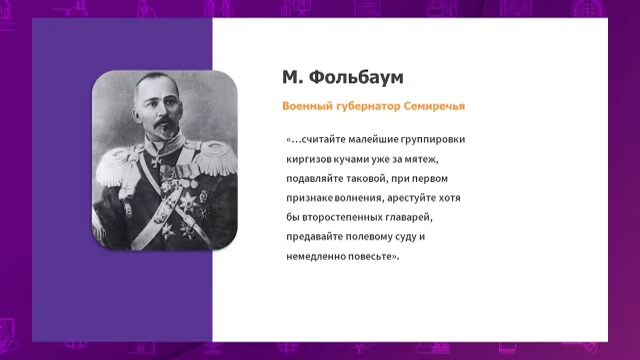 М. Фольбаум
Военный губернатор Семиречья
«…считайте малейшие группировки
киргизов кучами уже за мятеж,
подавляйте таковой, при первом
признаке волнения, арестуйте хотя
бы второстепенных главарей,
предавайте полевому суду и
немедленно повесьте».